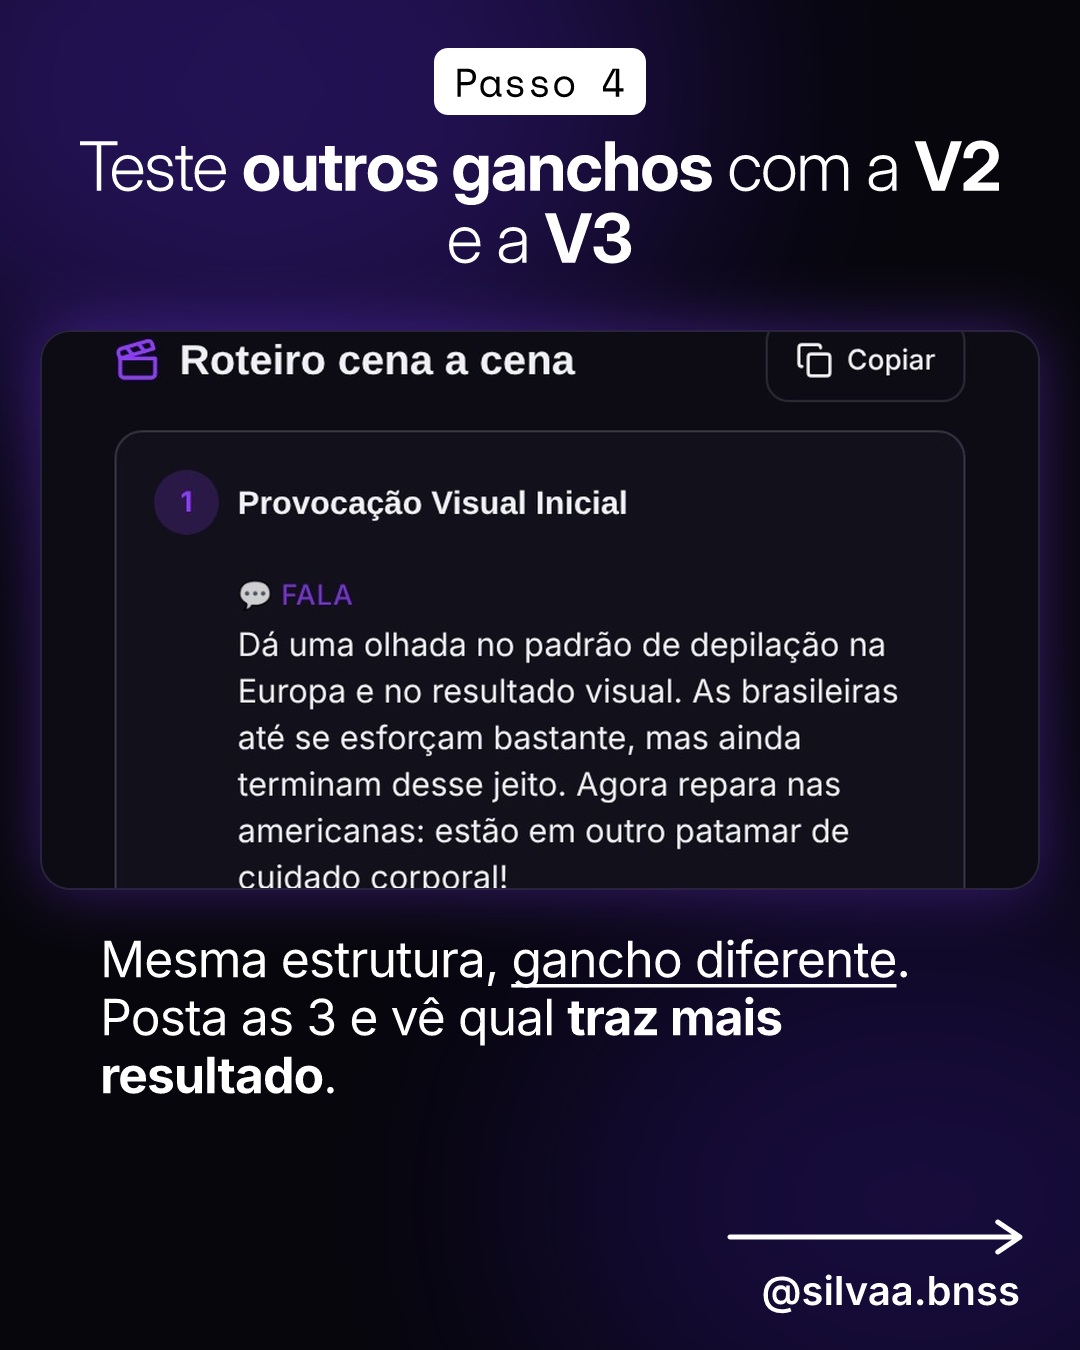 Passo 4
Teste outros ganchos com a V2
e a V3
Roteiro cena a cena
Copiar
1
Provocação Visual Inicial
FALA
Dá uma olhada no padrão de depilação na
Europa e no resultado visual. As brasileiras
até se esforçam bastante, mas ainda
terminam desse jeito. Agora repara nas
americanas: estão em outro patamar de
cuidado corporal!
Mesma estrutura, gancho diferente.
Posta as 3 e vê qual traz mais
resultado.
@silvaa.bnss